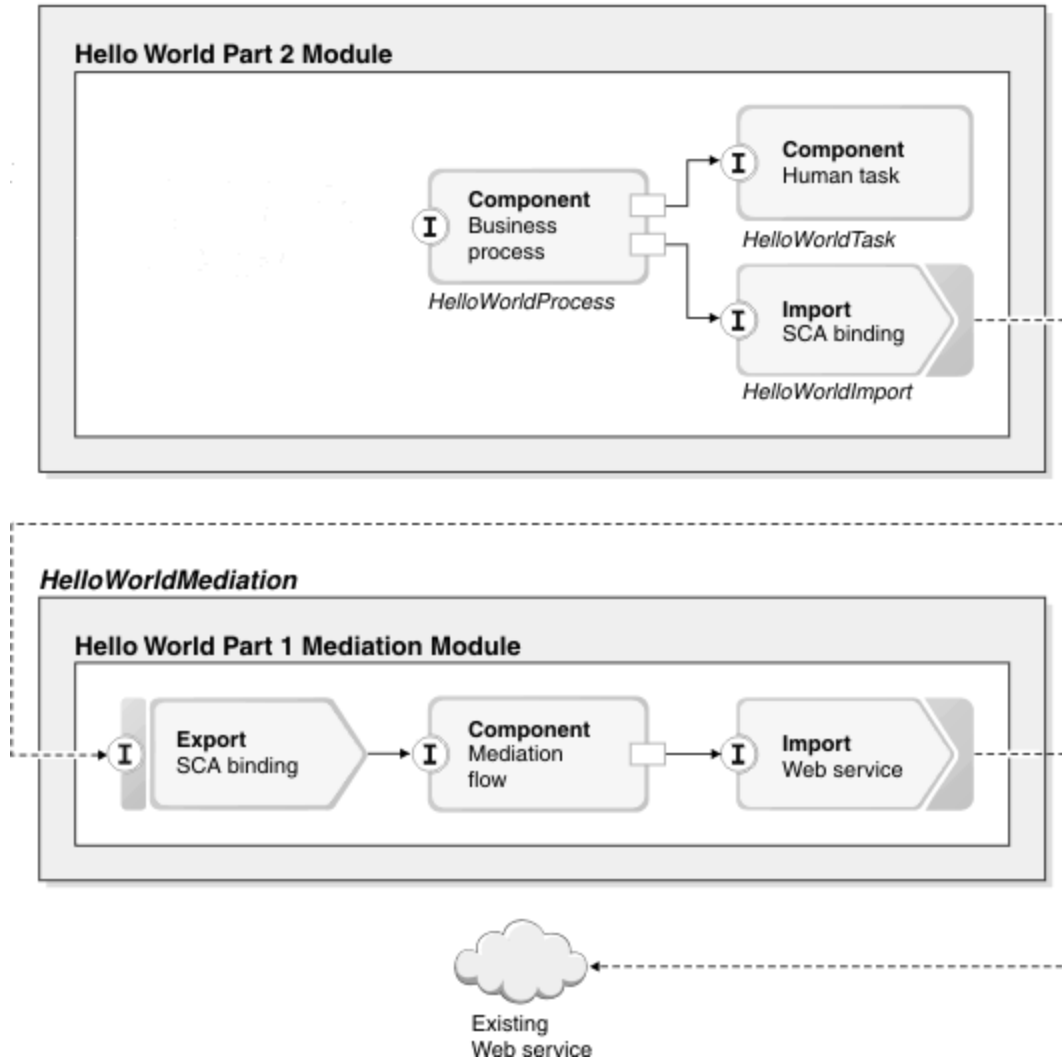 Hello World Part 2 Module
Component
Human task
I
HelloWorldTask
Component
Business
process
I
HelloWorldProcess
Import
SCA binding
I
HelloWorldImport
HelloWorldMediation
Hello World Part 1 Mediation Module
I
Export
SCA binding
I
Component
Mediation
flow
I
Import
Web service
Existing
Web service